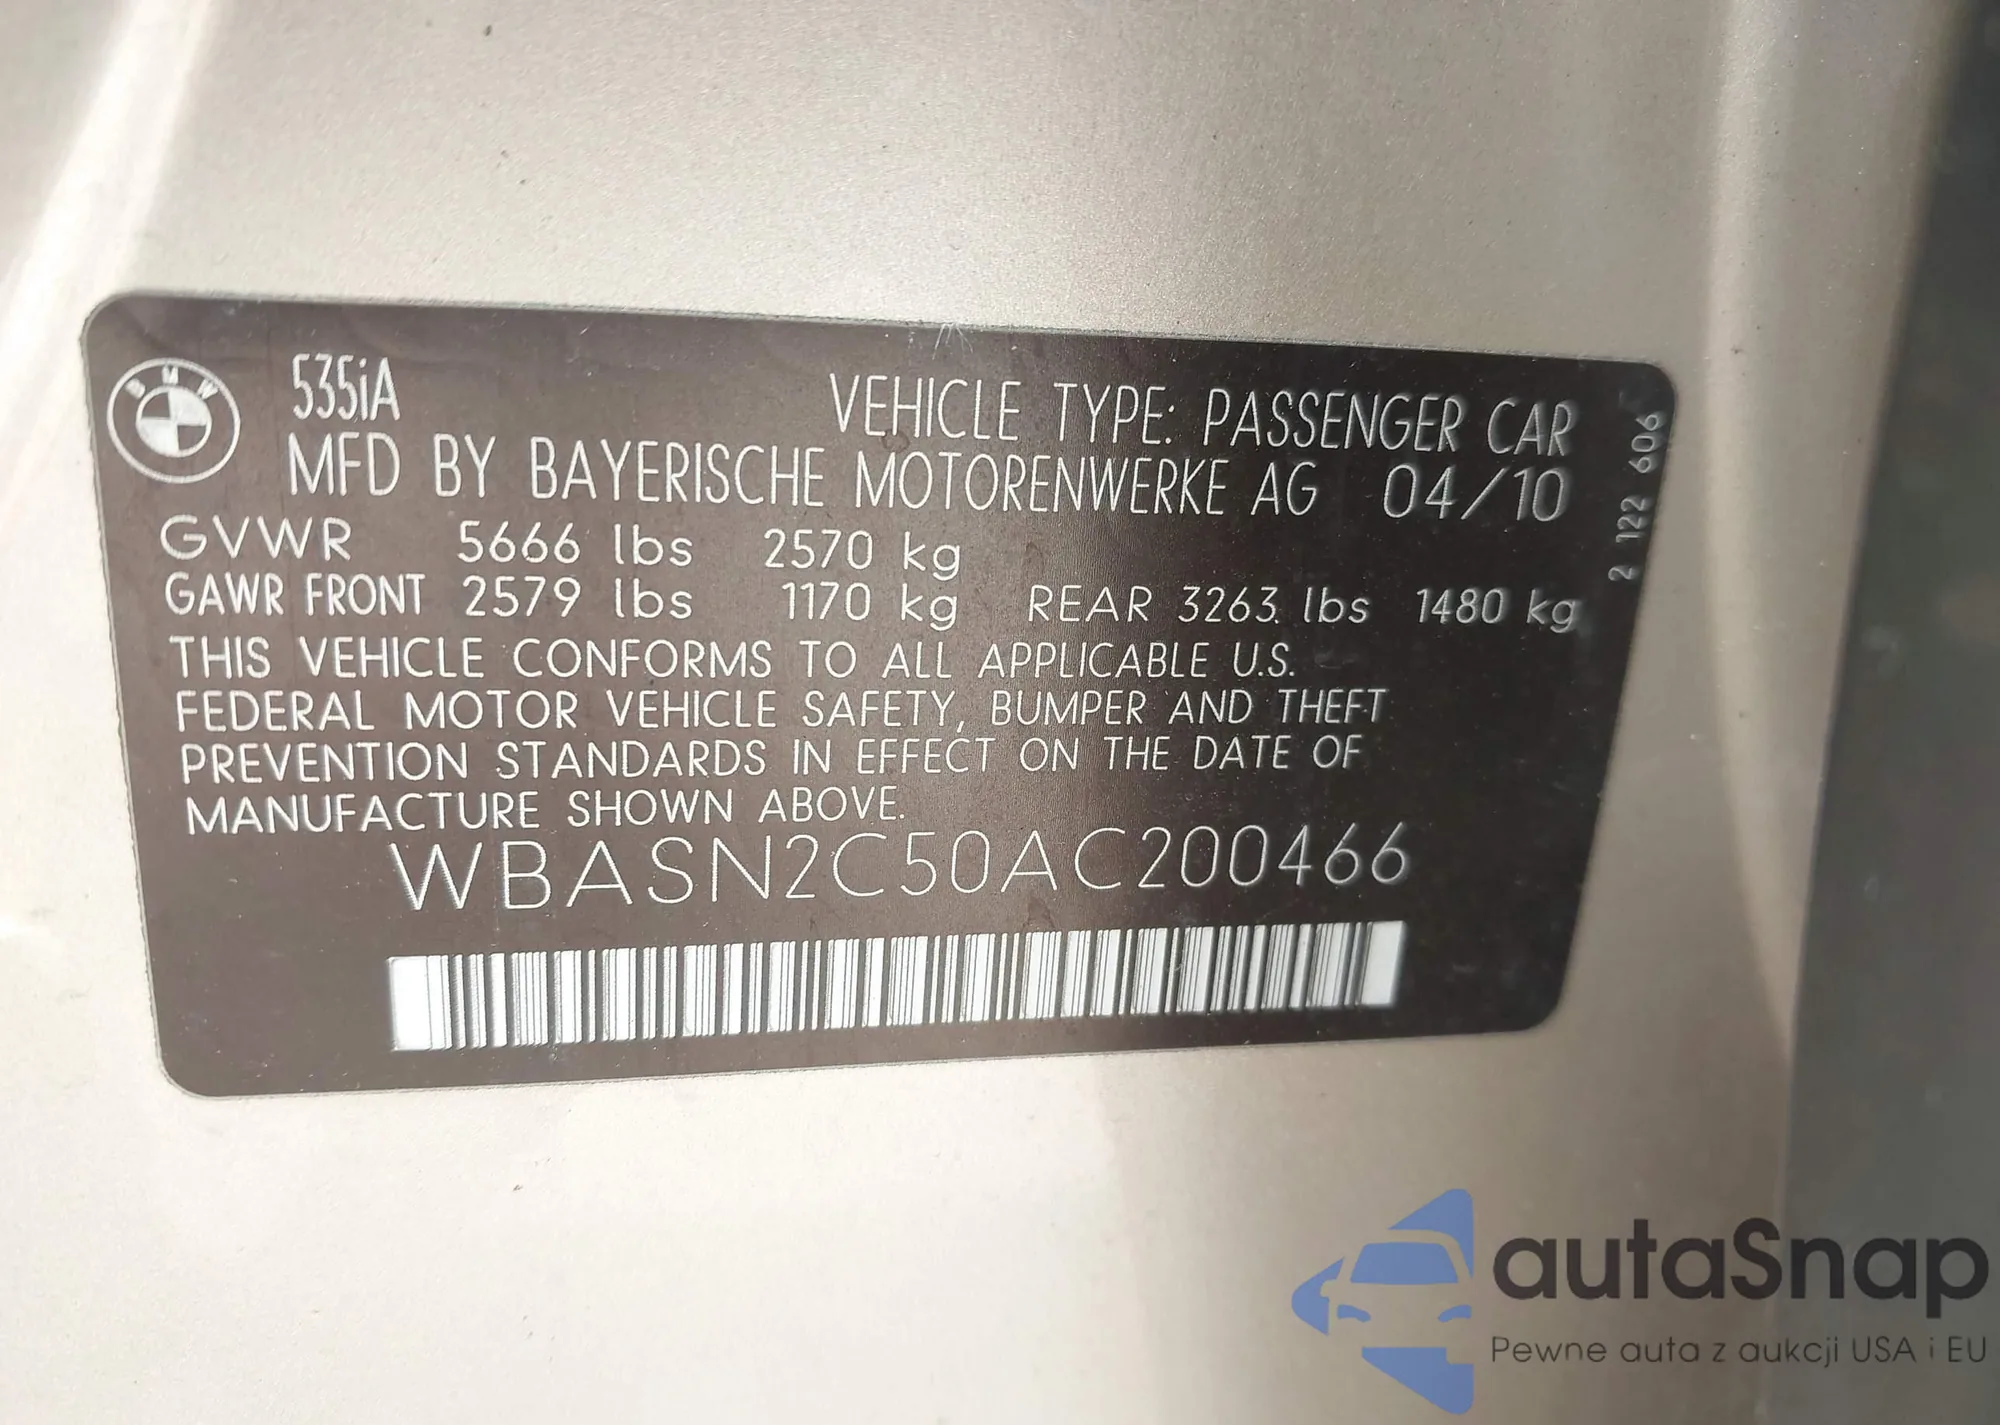 BMW
535iA
VEHICLE TYPE: PASSENGER CAR
MFD BY BAYERISCHE MOTORENWERKE AG 04/10
GVWR 5666 lbs 2570 kg
GAWR FRONT 2579 lbs 1170 kg REAR 3263 lbs 1480 kg
THIS VEHICLE CONFORMS TO ALL APPLICABLE U.S.
FEDERAL MOTOR VEHICLE SAFETY, BUMPER AND THEFT
PREVENTION STANDARDS IN EFFECT ON THE DATE OF
MANUFACTURE SHOWN ABOVE.
WBASN2C50AC200466
2 122 606
autaSnap
Pewne auta z aukcji USA i EU